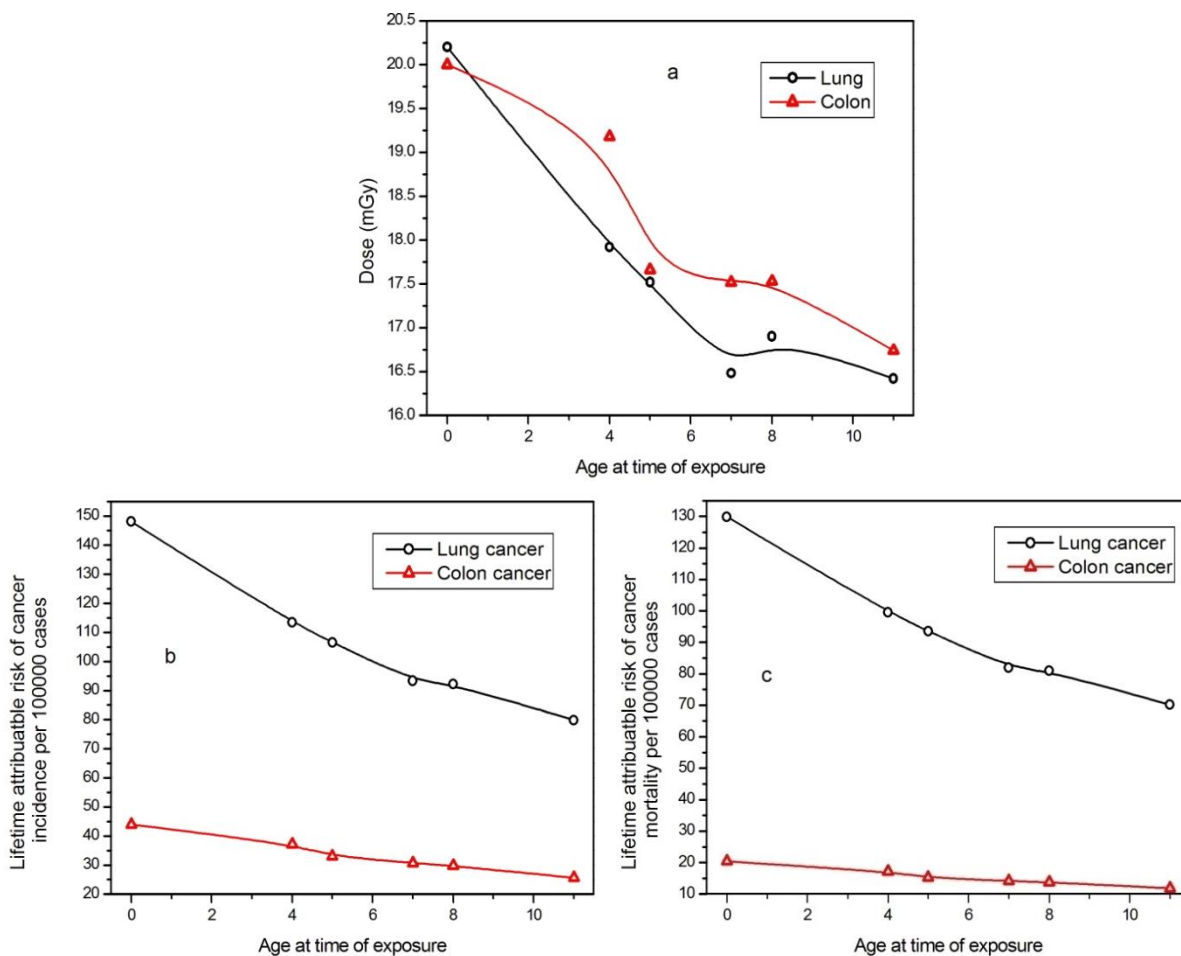 20.5
20.0
19.5
19.0
18.5
18.0
17.5
17.0
16.5
16.0
Dose (mGy)
a
Lung
Colon
0 2 4 6 8 10
Age at time of exposure
150
140
130
120
110
100
90
80
70
60
50
40
30
20
Lifetime attribuatble risk of cancer
incidence per 100000 cases
b
Lung cancer
Colon cancer
0 2 4 6 8 10
Age at time of exposure
130
120
110
100
90
80
70
60
50
40
30
20
10
Lifetime attribuatble risk of cancer
mortality per 100000 cases
c
Lung cancer
Colon cancer
0 2 4 6 8 10
Age at time of exposure